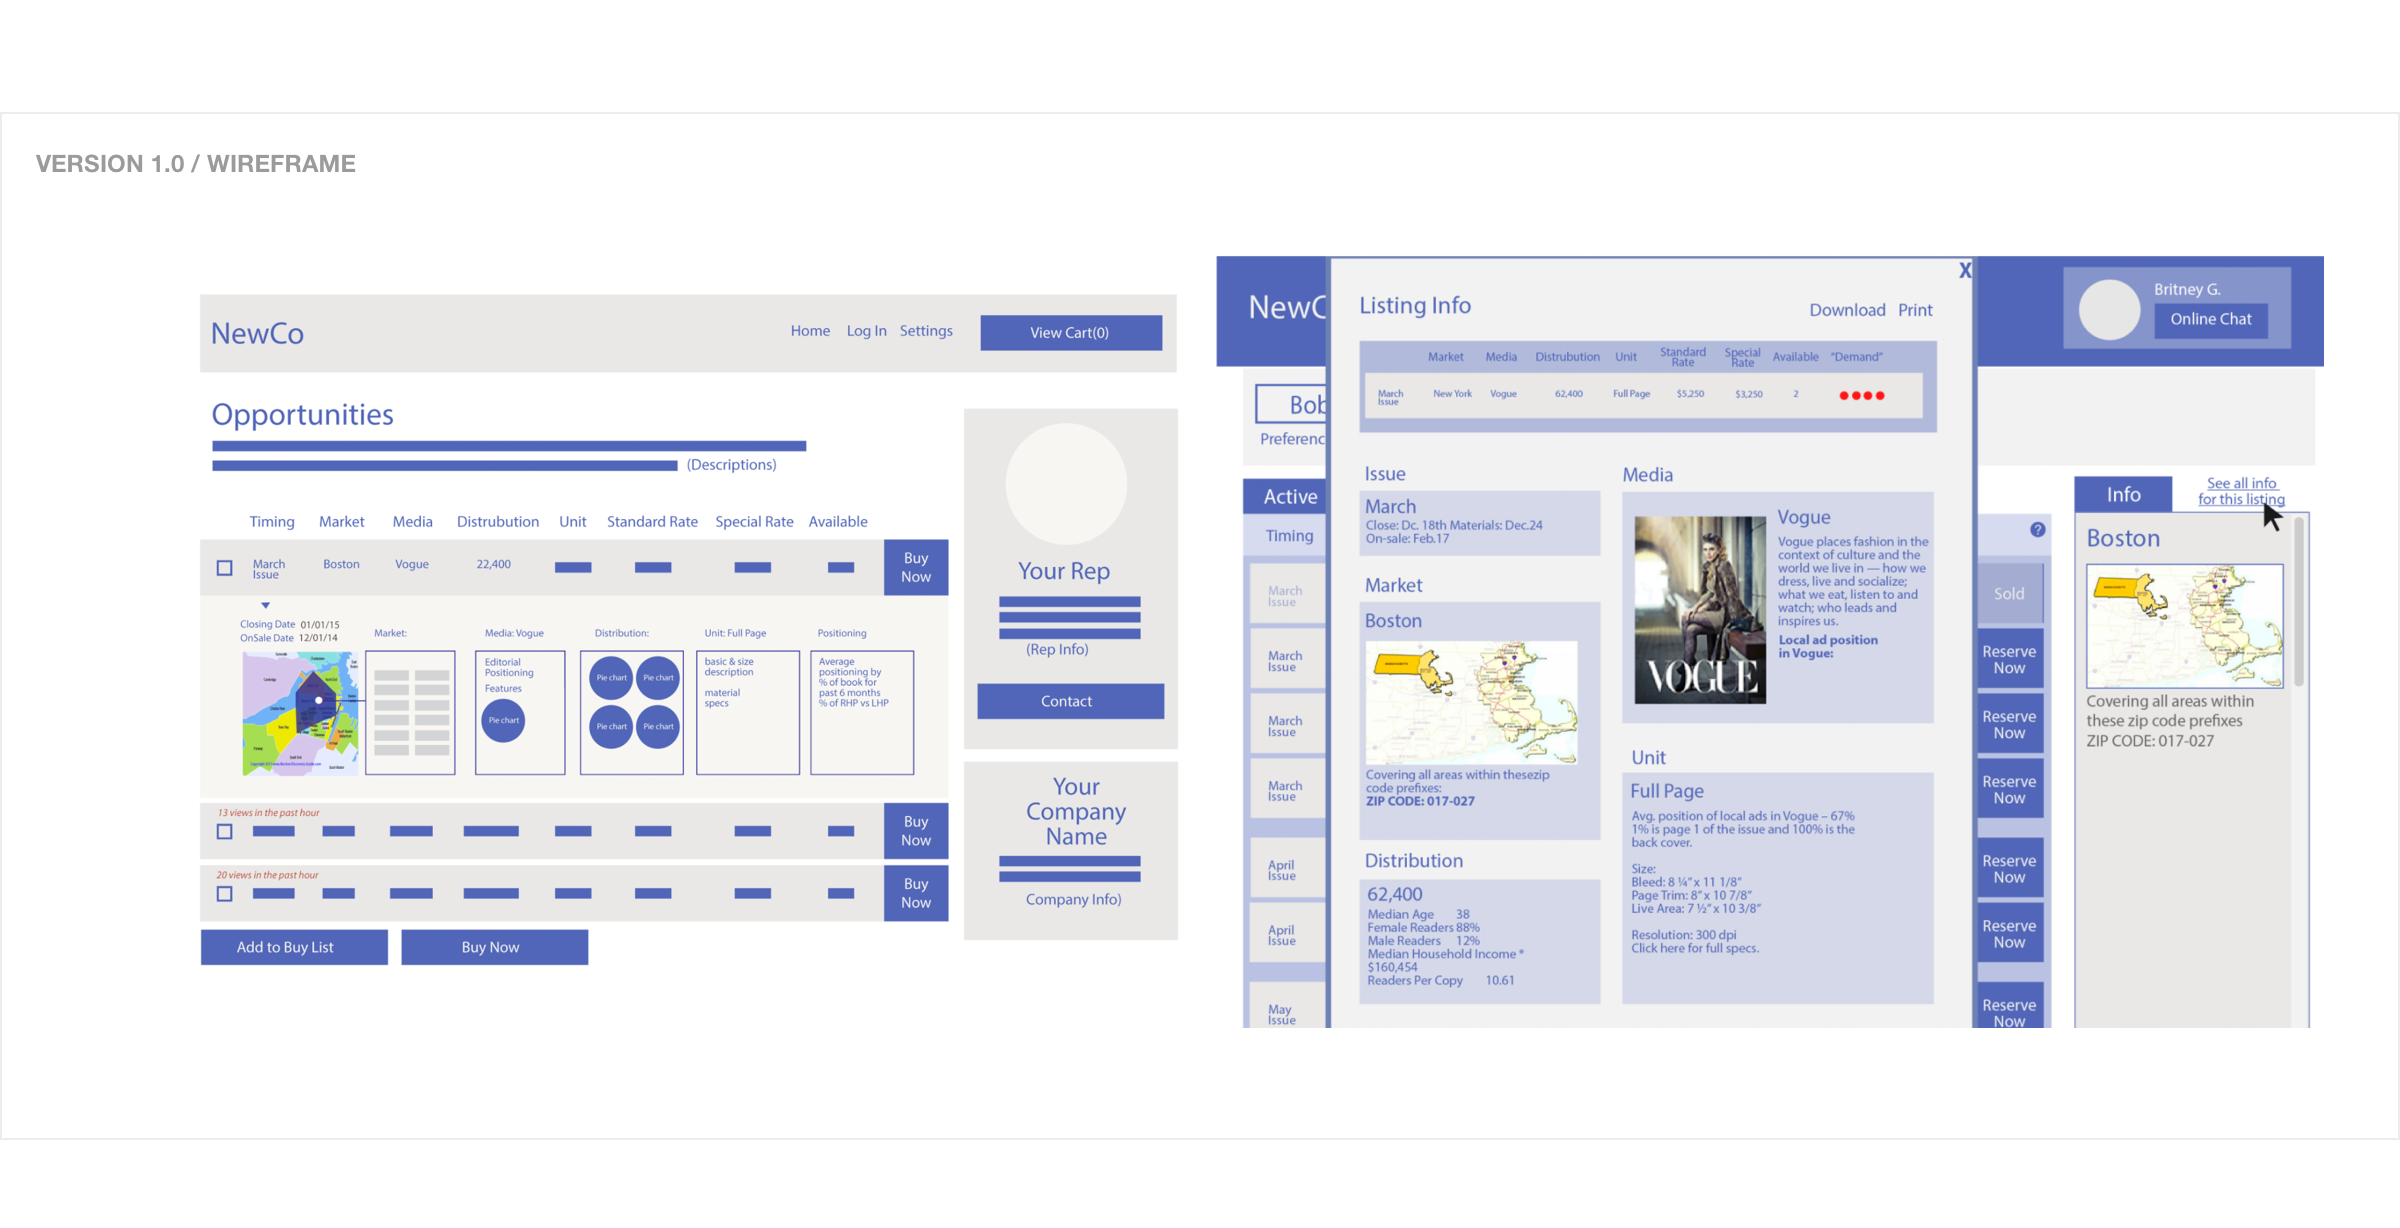 VERSION 1.0 / WIREFRAME
NewCo
Home Log In Settings View Cart(0)
Opportunities
(Descriptions)
Timing Market Media Distrubution Unit Standard Rate Special Rate Available
March
Issue
Boston Vogue 22,400
Buy
Now
Closing Date 01/01/15
OnSale Date 12/01/14
Market:
Media: Vogue
Editorial
Positioning
Features
Pie chart
Distribution:
Pie chart Pie chart
Pie chart Pie chart
Unit: Full Page
basic & size
description
material
specs
Positioning
Average
positioning by
% of book for
past 6 months
% of RHP vs LHP
13 views in the past hour
Buy
Now
20 views in the past hour
Buy
Now
Add to Buy List Buy Now
Your Rep
(Rep Info)
Contact
Your
Company
Name
Company Info)
NewC
Bob
Preferenc
Active
Timing
March
Issue
March
Issue
March
Issue
March
Issue
April
Issue
April
Issue
May
Issue
X
Listing Info
Download Print
Market Media Distrubution Unit Standard
Rate Special
Rate Available "Demand"
March
Issue
New York Vogue 62,400 Full Page $5,250 $3,250 2
Issue
March
Close: Dc. 18th Materials: Dec.24
On-sale: Feb.17
Market
Boston
Covering all areas within thesezip
code prefixes:
ZIP CODE: 017-027
Distribution
62,400
Median Age 38
Female Readers 88%
Male Readers 12%
Median Household Income *
$160,454
Readers Per Copy 10.61
Media
VOGUE
Vogue
Vogue places fashion in the
context of culture and the
world we live in — how we
dress, live and socialize;
what we eat, listen to and
watch; who leads and
inspires us.
Local ad position
in Vogue:
Unit
Full Page
Avg. position of local ads in Vogue – 67%
1% is page 1 of the issue and 100% is the
back cover.
Size:
Bleed: 8 ¼" x 11 1/8"
Page Trim: 8" x 10 7/8"
Live Area: 7 ½" x 10 3/8"
Resolution: 300 dpi
Click here for full specs.
Britney G.
Online Chat
?
Sold
Reserve
Now
Reserve
Now
Reserve
Now
Reserve
Now
Reserve
Now
Reserve
Now
Info
See all info
for this listing
Boston
Covering all areas within
these zip code prefixes
ZIP CODE: 017-027